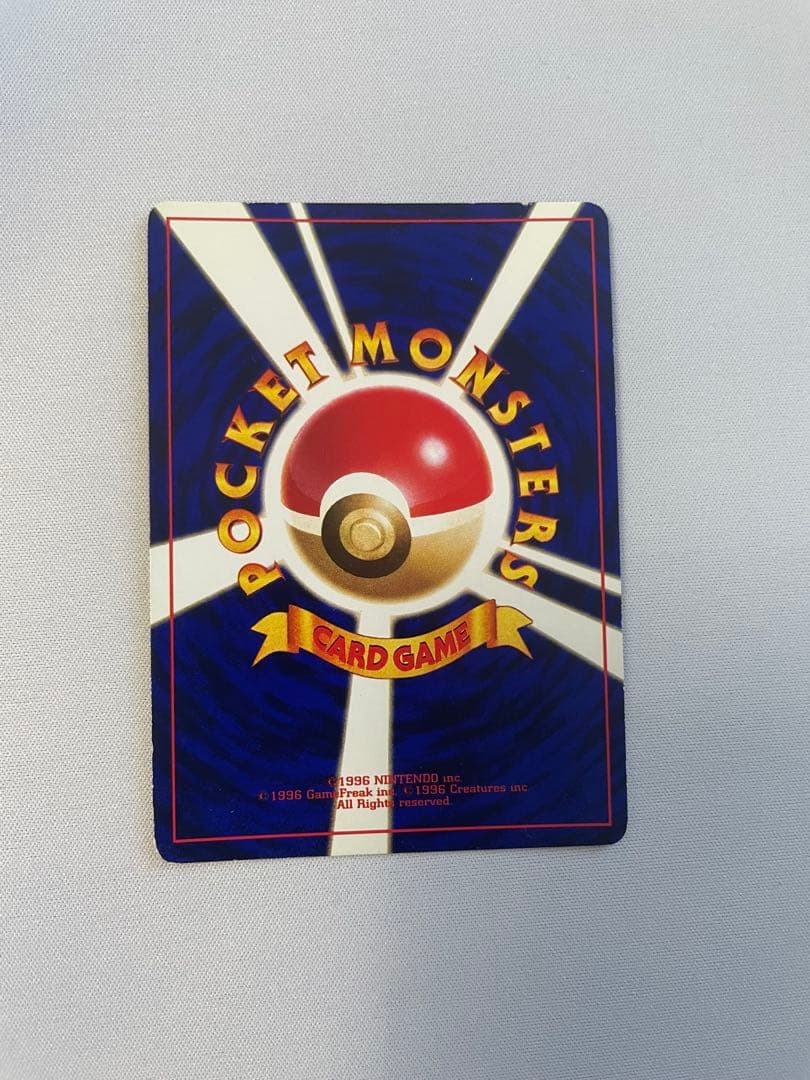 POCKET MONSTERS
CARD GAME
©1996 NINTENDO inc.
©1996 GameFreak inc. ©1996 Creatures inc
All Rights reserved.